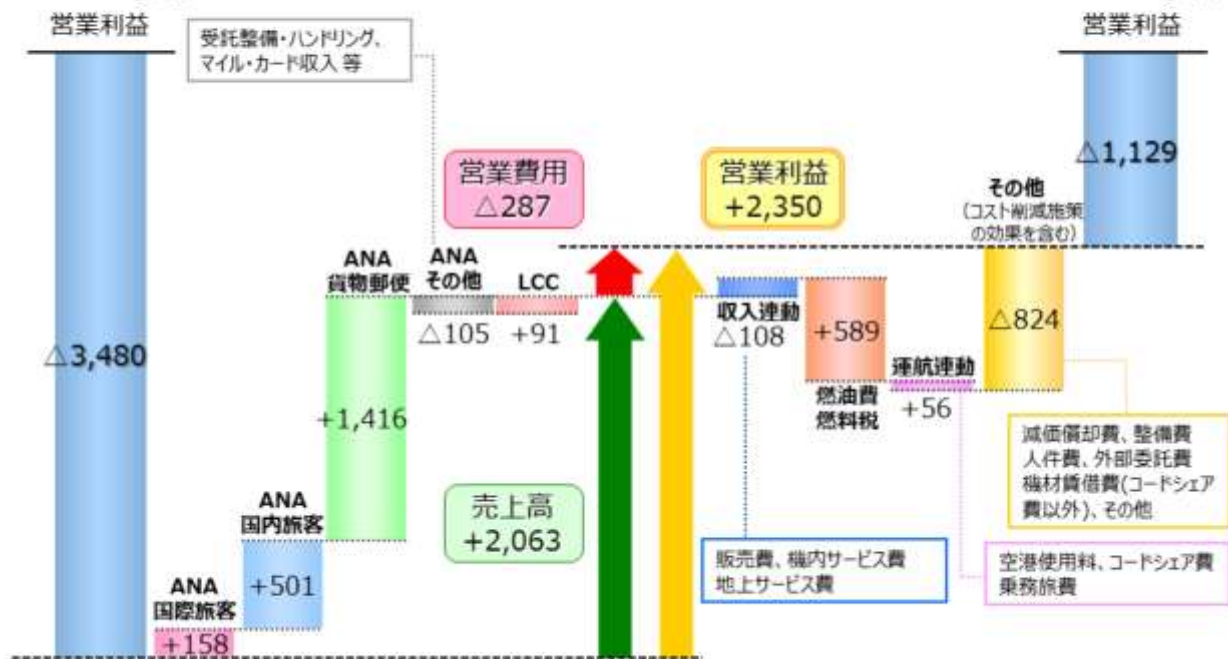 営業利益
営業利益
受託整備・ハンドリング、
マイル・カード収入 等
△3,480
△1,129
営業費用
△287
営業利益
+2,350
その他
(コスト削減施策
の効果を含む)
ANA
貨物郵便
ANA
その他
LCC
△105
+91
収入連動
△108
+589
△824
燃油費
燃料税
運航連動
+56
+1,416
減価償却費、整備費
人件費、外部委託費
機材賃借費(コードシェア
費以外)、その他
売上高
+2,063
ANA
国内旅客
+501
販売費、機内サービス費
地上サービス費
空港使用料、コードシェア費
乗務旅費
ANA
国際旅客
+158